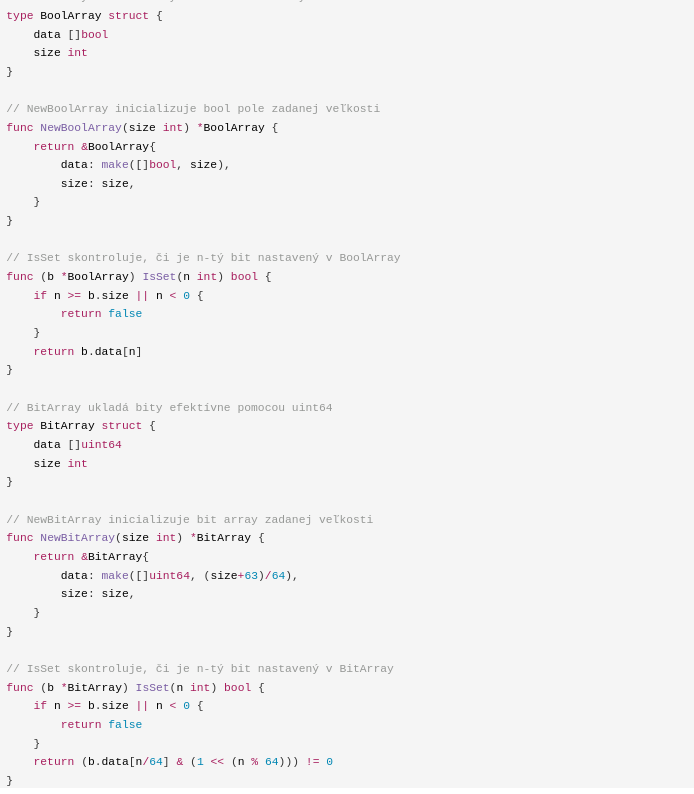 type BoolArray struct {
    data []bool
    size int
}

// NewBoolArray inicializuje bool pole zadanej veľkosti
func NewBoolArray(size int) *BoolArray {
    return &BoolArray{
        data: make([]bool, size),
        size: size,
    }
}

// IsSet skontroluje, či je n-tý bit nastavený v BoolArray
func (b *BoolArray) IsSet(n int) bool {
    if n >= b.size || n < 0 {
        return false
    }
    return b.data[n]
}

// BitArray ukladá bity efektívne pomocou uint64
type BitArray struct {
    data []uint64
    size int
}

// NewBitArray inicializuje bit array zadanej veľkosti
func NewBitArray(size int) *BitArray {
    return &BitArray{
        data: make([]uint64, (size+63)/64),
        size: size,
    }
}

// IsSet skontroluje, či je n-tý bit nastavený v BitArray
func (b *BitArray) IsSet(n int) bool {
    if n >= b.size || n < 0 {
        return false
    }
    return (b.data[n/64] & (1 << (n % 64))) != 0
}